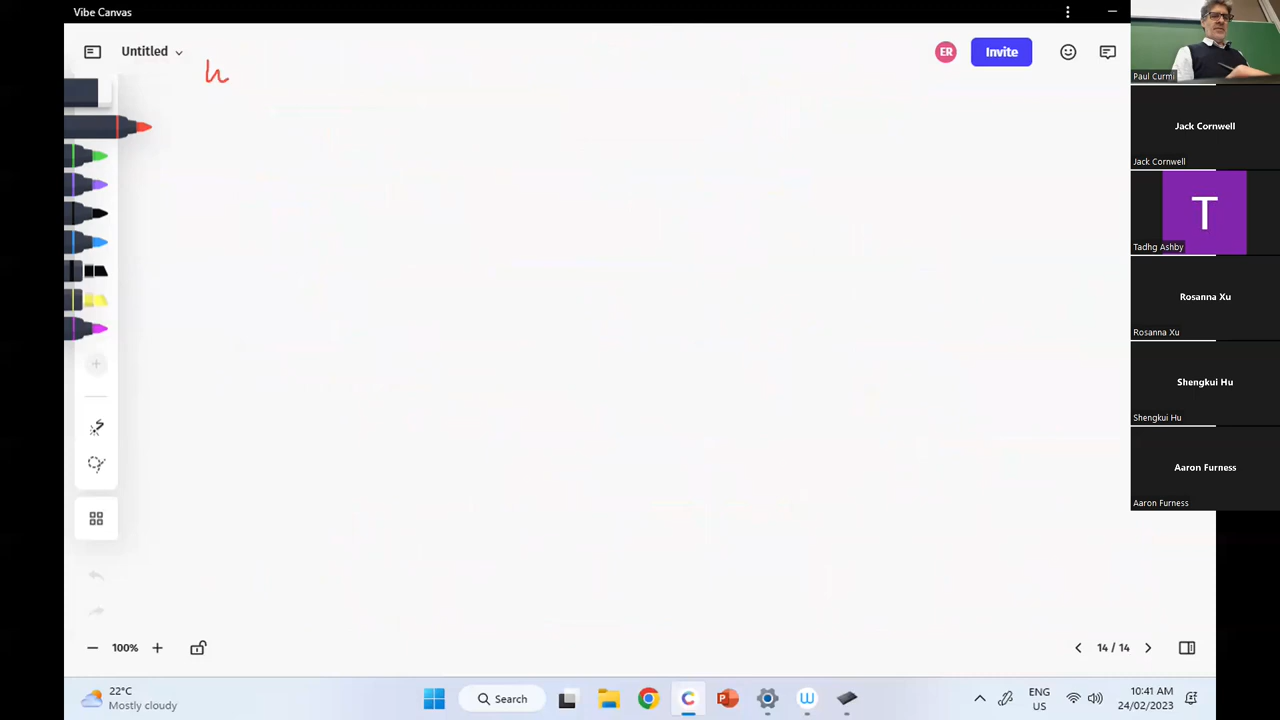 Vibe Canvas
Untitled
h
ER
Invite
Paul Curmi
Jack Cornwell
Jack Cornwell
T
Tadhg Ashby
Rosanna Xu
Rosanna Xu
Shengkui Hu
Shengkui Hu
Aaron Furness
Aaron Furness
100%
14 / 14
22°C
Mostly cloudy
Search
ENG
US
10:41 AM
24/02/2023